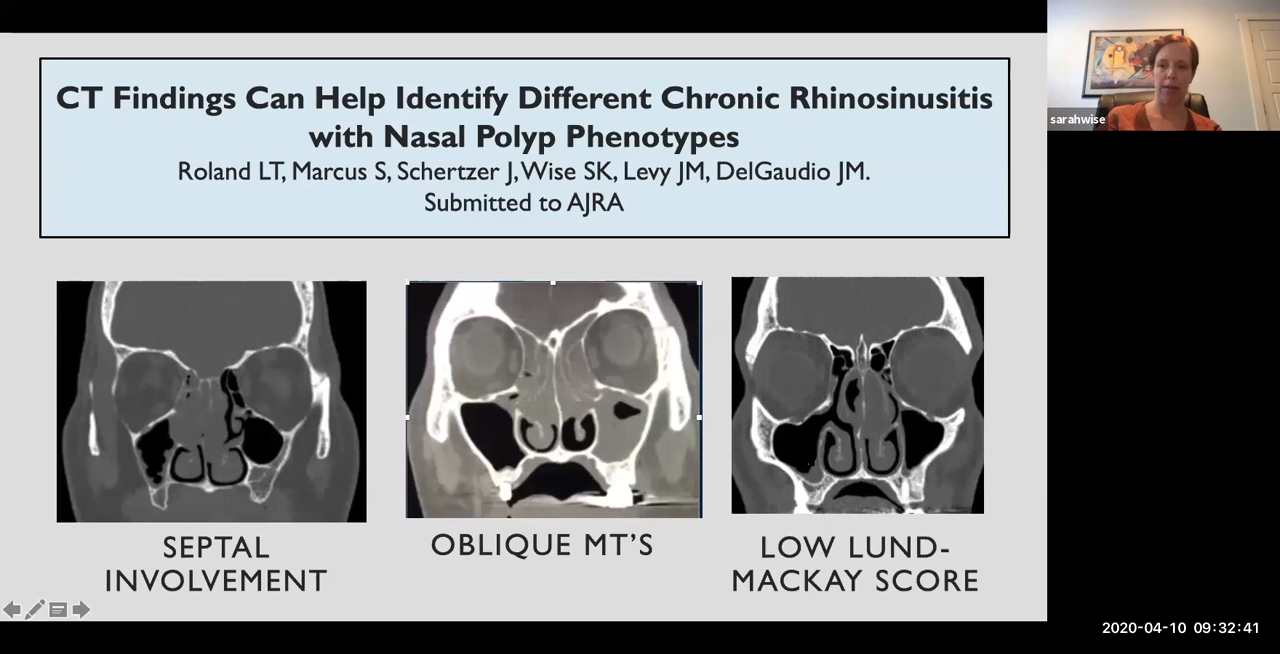 CT Findings Can Help Identify Different Chronic Rhinosinusitis
with Nasal Polyp Phenotypes
Roland LT, Marcus S, Schertzer J, Wise SK, Levy JM, DelGaudio JM.
Submitted to AJRA
SEPTAL
INVOLVEMENT
OBLIQUE MT'S
LOW LUND-
MACKAY SCORE
sarahwise
2020-04-10 09:32:41